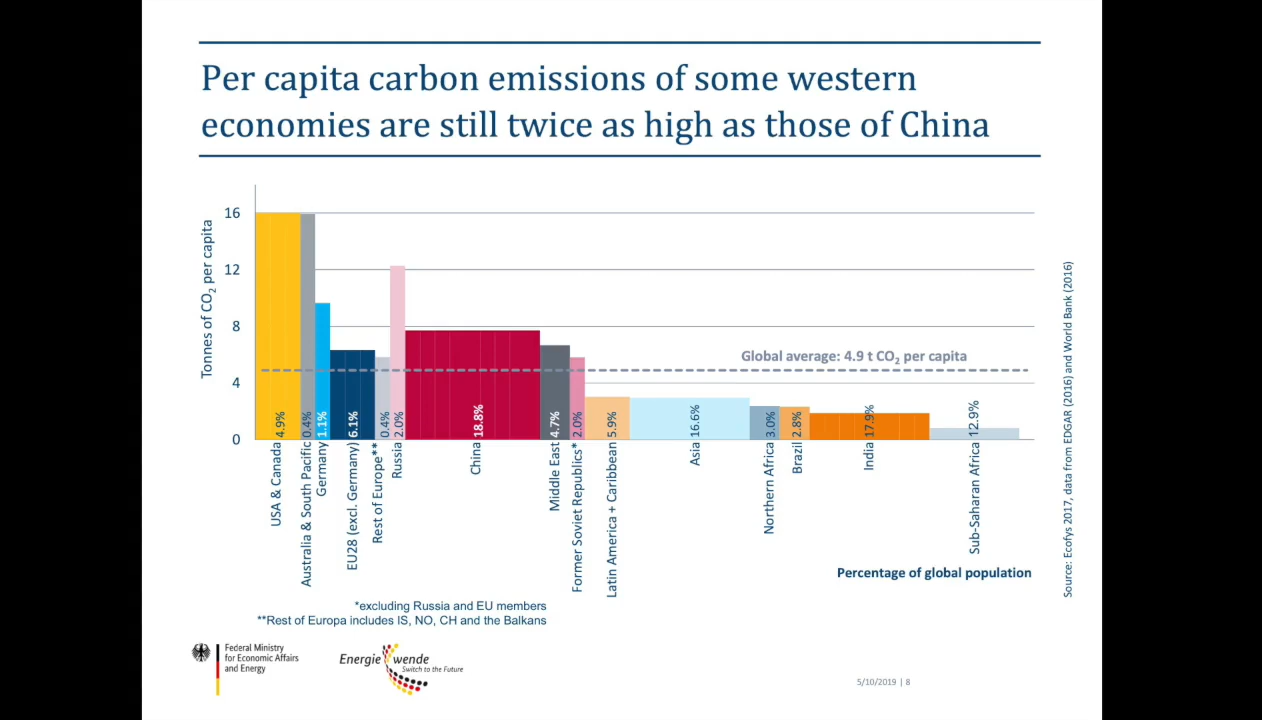 Per capita carbon emissions of some western
economies are still twice as high as those of China
Tonnes of CO₂ per capita
16
12
8
4
0
Global average: 4.9 t CO₂ per capita
USA & Canada 4.9%
Australia & South Pacific 0.4%
Germany 1.1%
EU28 (excl. Germany) 6.1%
Rest of Europe** 0.4%
Russia 2.0%
China 18.8%
Middle East 4.7%
Former Soviet Republics* 2.0%
Latin America + Caribbean 5.9%
Asia 16.6%
Northern Africa 3.0%
Brazil 2.8%
India 17.9%
Sub-Saharan Africa 12.9%
Percentage of global population
Source: Ecofys 2017, data from EDGAR (2016) and World Bank (2016)
*excluding Russia and EU members
**Rest of Europa includes IS, NO, CH and the Balkans
Federal Ministry
for Economic Affairs
and Energy
Energie wende
Switch to the Future
5/10/2019 | 8